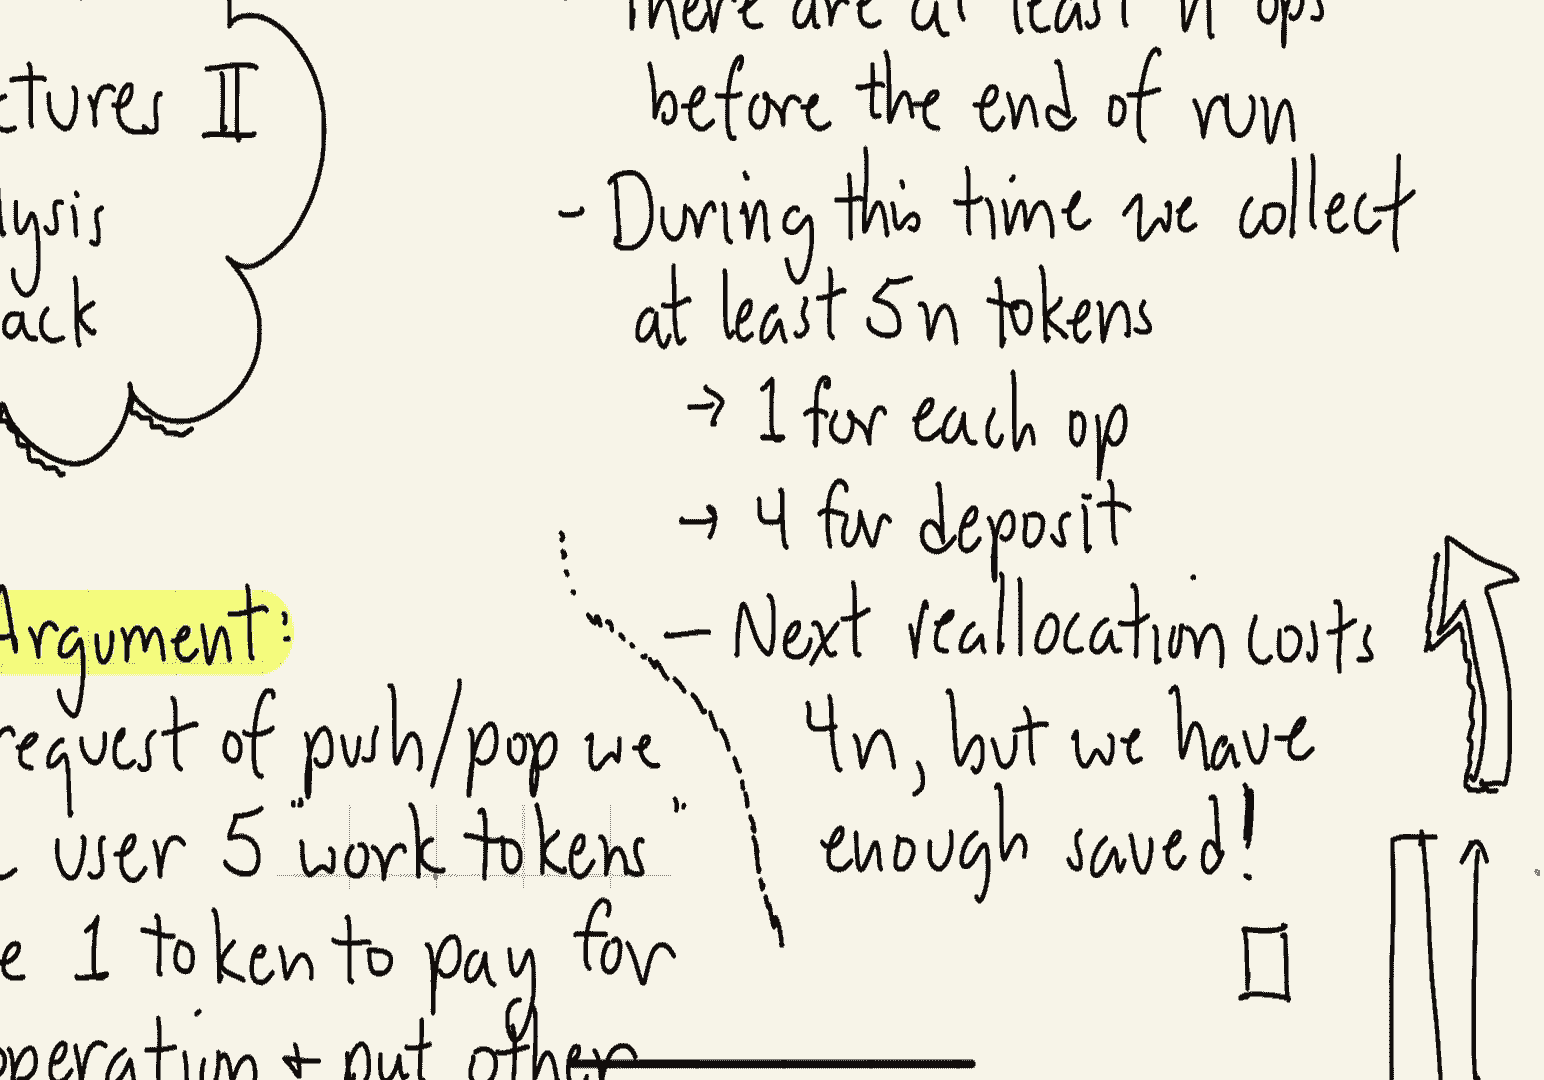 ctures II
lysis
ack
Argument:
request of push/pop we
user 5 "work tokens"
e 1 token to pay for
operation + put other
There are at least n ops
before the end of run
- During this time we collect
at least 5n tokens
→ 1 for each op
→ 4 for deposit
- Next reallocation costs
4n, but we have
enough saved!